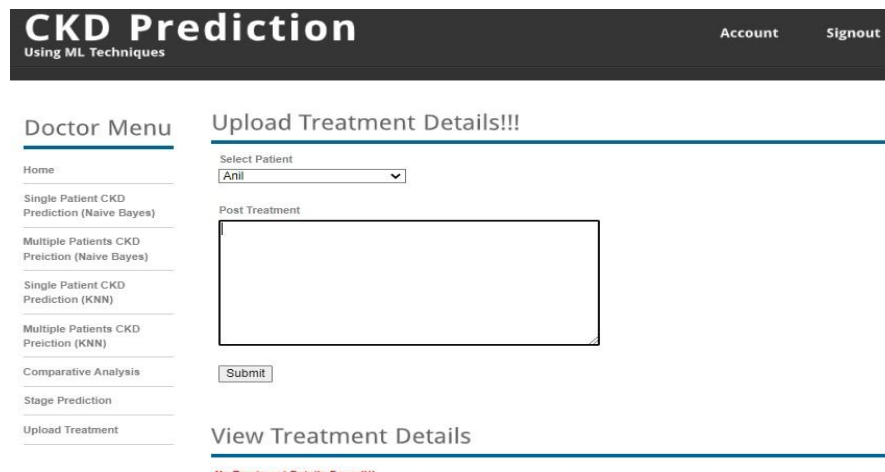 CKD Prediction
Using ML Techniques
Account
Signout
Doctor Menu
Home
Single Patient CKD
Prediction (Naive Bayes)
Multiple Patients CKD
Preiction (Naive Bayes)
Single Patient CKD
Prediction (KNN)
Multiple Patients CKD
Preiction (KNN)
Comparative Analysis
Stage Prediction
Upload Treatment
Upload Treatment Details!!!
Select Patient
Anil
Post Treatment
Submit
View Treatment Details